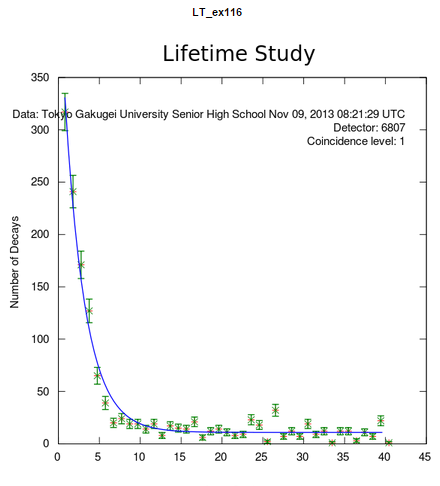 LT_ex116
Lifetime Study
Data: Tokyo Gakugei University Senior High School Nov 09, 2013 08:21:29 UTC
Detector: 6807
Coincidence level: 1
Number of Decays
350
300
250
200
150
100
50
0
0 5 10 15 20 25 30 35 40 45